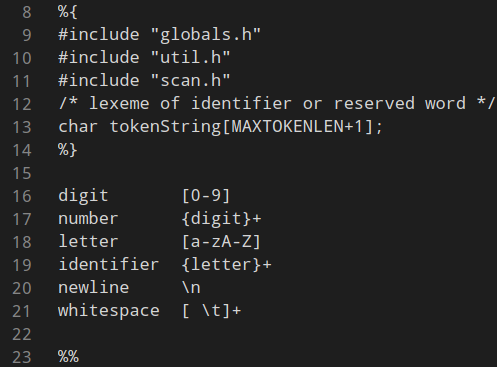 8 %{
9 #include "globals.h"
10 #include "util.h"
11 #include "scan.h"
12 /* lexeme of identifier or reserved word */
13 char tokenString[MAXTOKENLEN+1];
14 %}
15
16 digit [0-9]
17 number {digit}+
18 letter [a-zA-Z]
19 identifier {letter}+
20 newline \n
21 whitespace [ \t]+
22
23 %%